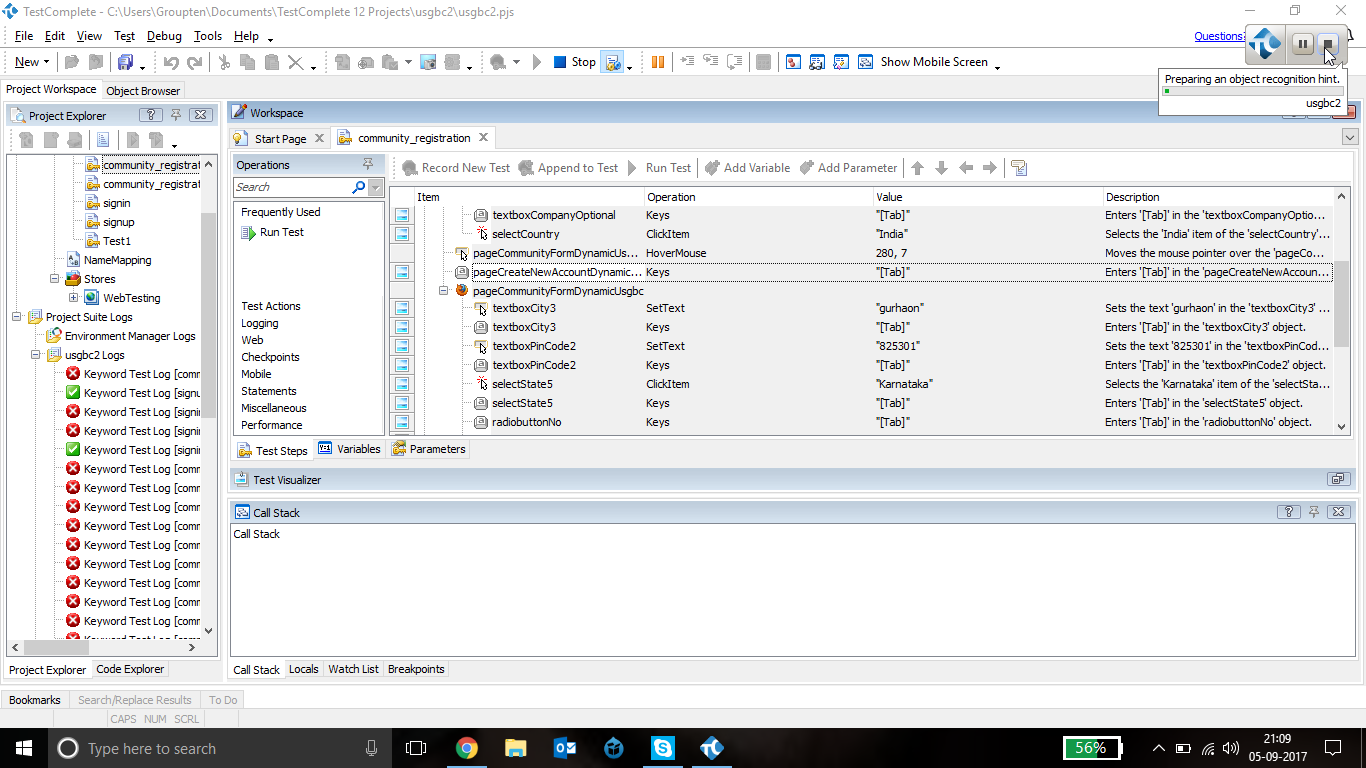 TestComplete - C:\Users\Groupten\Documents\TestComplete 12 Projects\usgbc2\usgbc2.pjs
File Edit View Test Debug Tools Help
Questions
New Stop Show Mobile Screen
Preparing an object recognition hint.
usgbc2
Project Workspace Object Browser
Project Explorer ?
community_registrat
community_registrat
signin
signup
Test1
NameMapping
Stores
WebTesting
Project Suite Logs
Environment Manager Logs
usgbc2 Logs
Keyword Test Log [comm
Keyword Test Log [signu
Keyword Test Log [signi
Keyword Test Log [signi
Keyword Test Log [signi
Keyword Test Log [comm
Keyword Test Log [comm
Keyword Test Log [comm
Keyword Test Log [comm
Keyword Test Log [comm
Keyword Test Log [comm
Keyword Test Log [comm
Keyword Test Log [comm
Keyword Test Log [comm
Project Explorer Code Explorer
Workspace
Start Page community_registration
Operations
Search
Frequently Used
Run Test
Test Actions
Logging
Web
Checkpoints
Mobile
Statements
Miscellaneous
Performance
Record New Test Append to Test Run Test Add Variable Add Parameter
Item Operation Value Description
textboxCompanyOptional Keys "[Tab]" Enters '[Tab]' in the 'textboxCompanyOptio...
selectCountry ClickItem "India" Selects the 'India' item of the 'selectCountry'...
pageCommunityFormDynamicUs... HoverMouse 280, 7 Moves the mouse pointer over the 'pageCo...
pageCreateNewAccountDynamic... Keys "[Tab]" Enters '[Tab]' in the 'pageCreateNewAccoun...
pageCommunityFormDynamicUsgbc
textboxCity3 SetText "gurhaon" Sets the text 'gurhaon' in the 'textboxCity3' ...
textboxCity3 Keys "[Tab]" Enters '[Tab]' in the 'textboxCity3' object.
textboxPinCode2 SetText "825301" Sets the text '825301' in the 'textboxPinCod...
textboxPinCode2 Keys "[Tab]" Enters '[Tab]' in the 'textboxPinCode2' object.
selectState5 ClickItem "Karnataka" Selects the 'Karnataka' item of the 'selectSta...
selectState5 Keys "[Tab]" Enters '[Tab]' in the 'selectState5' object.
radiobuttonNo Keys "[Tab]" Enters '[Tab]' in the 'radiobuttonNo' object.
Test Steps Variables Parameters
Test Visualizer
Call Stack ?
Call Stack
Call Stack Locals Watch List Breakpoints
Bookmarks Search/Replace Results To Do
CAPS NUM SCRL
Type here to search
56%
21:09
05-09-2017